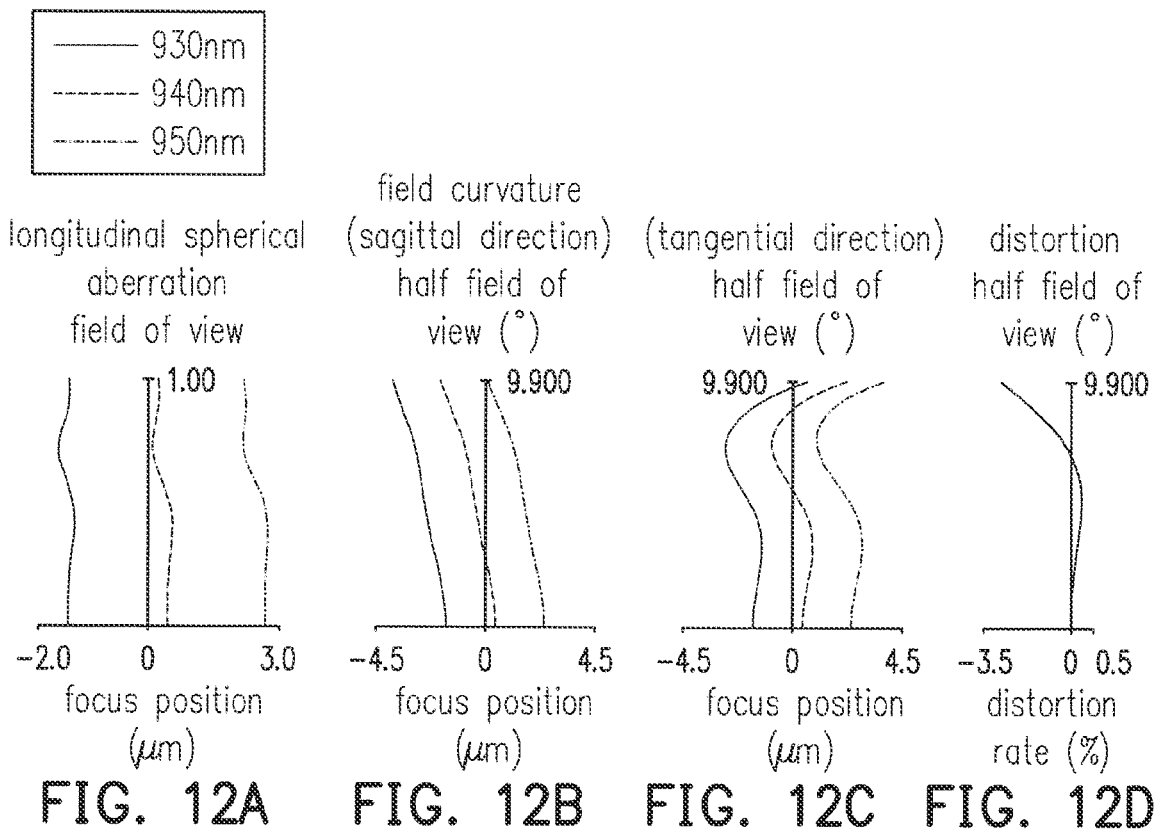 930nm
940nm
950nm
longitudinal spherical
aberration
field of view
1.00
-2.0 0 3.0
focus position
(μm)
FIG. 12A
field curvature
(sagittal direction)
half field of
view (°)
9.900
-4.5 0 4.5
focus position
(μm)
FIG. 12B
(tangential direction)
half field of
view (°)
9.900
-4.5 0 4.5
focus position
(μm)
FIG. 12C
distortion
half field of
view (°)
9.900
-3.5 0 0.5
distortion
rate (%)
FIG. 12D